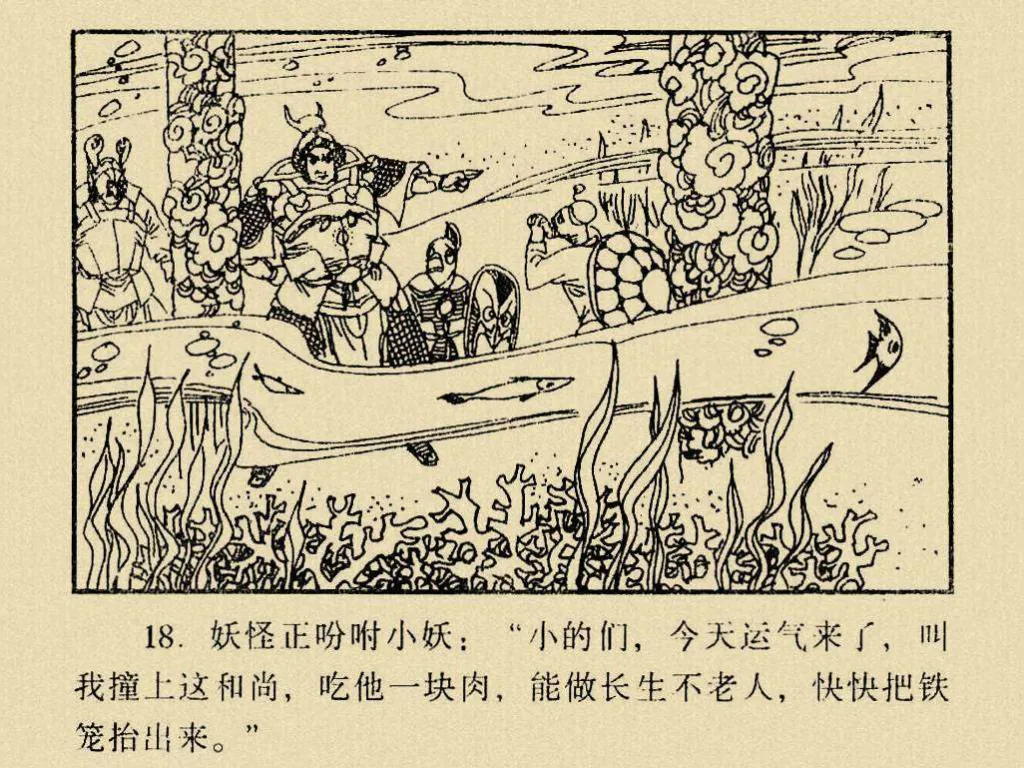 18. 妖怪正吩咐小妖：“小的们，今天运气来了，叫
我撞上这和尚，吃他一块肉，能做长生不老人，快快把铁
笼抬出来。”